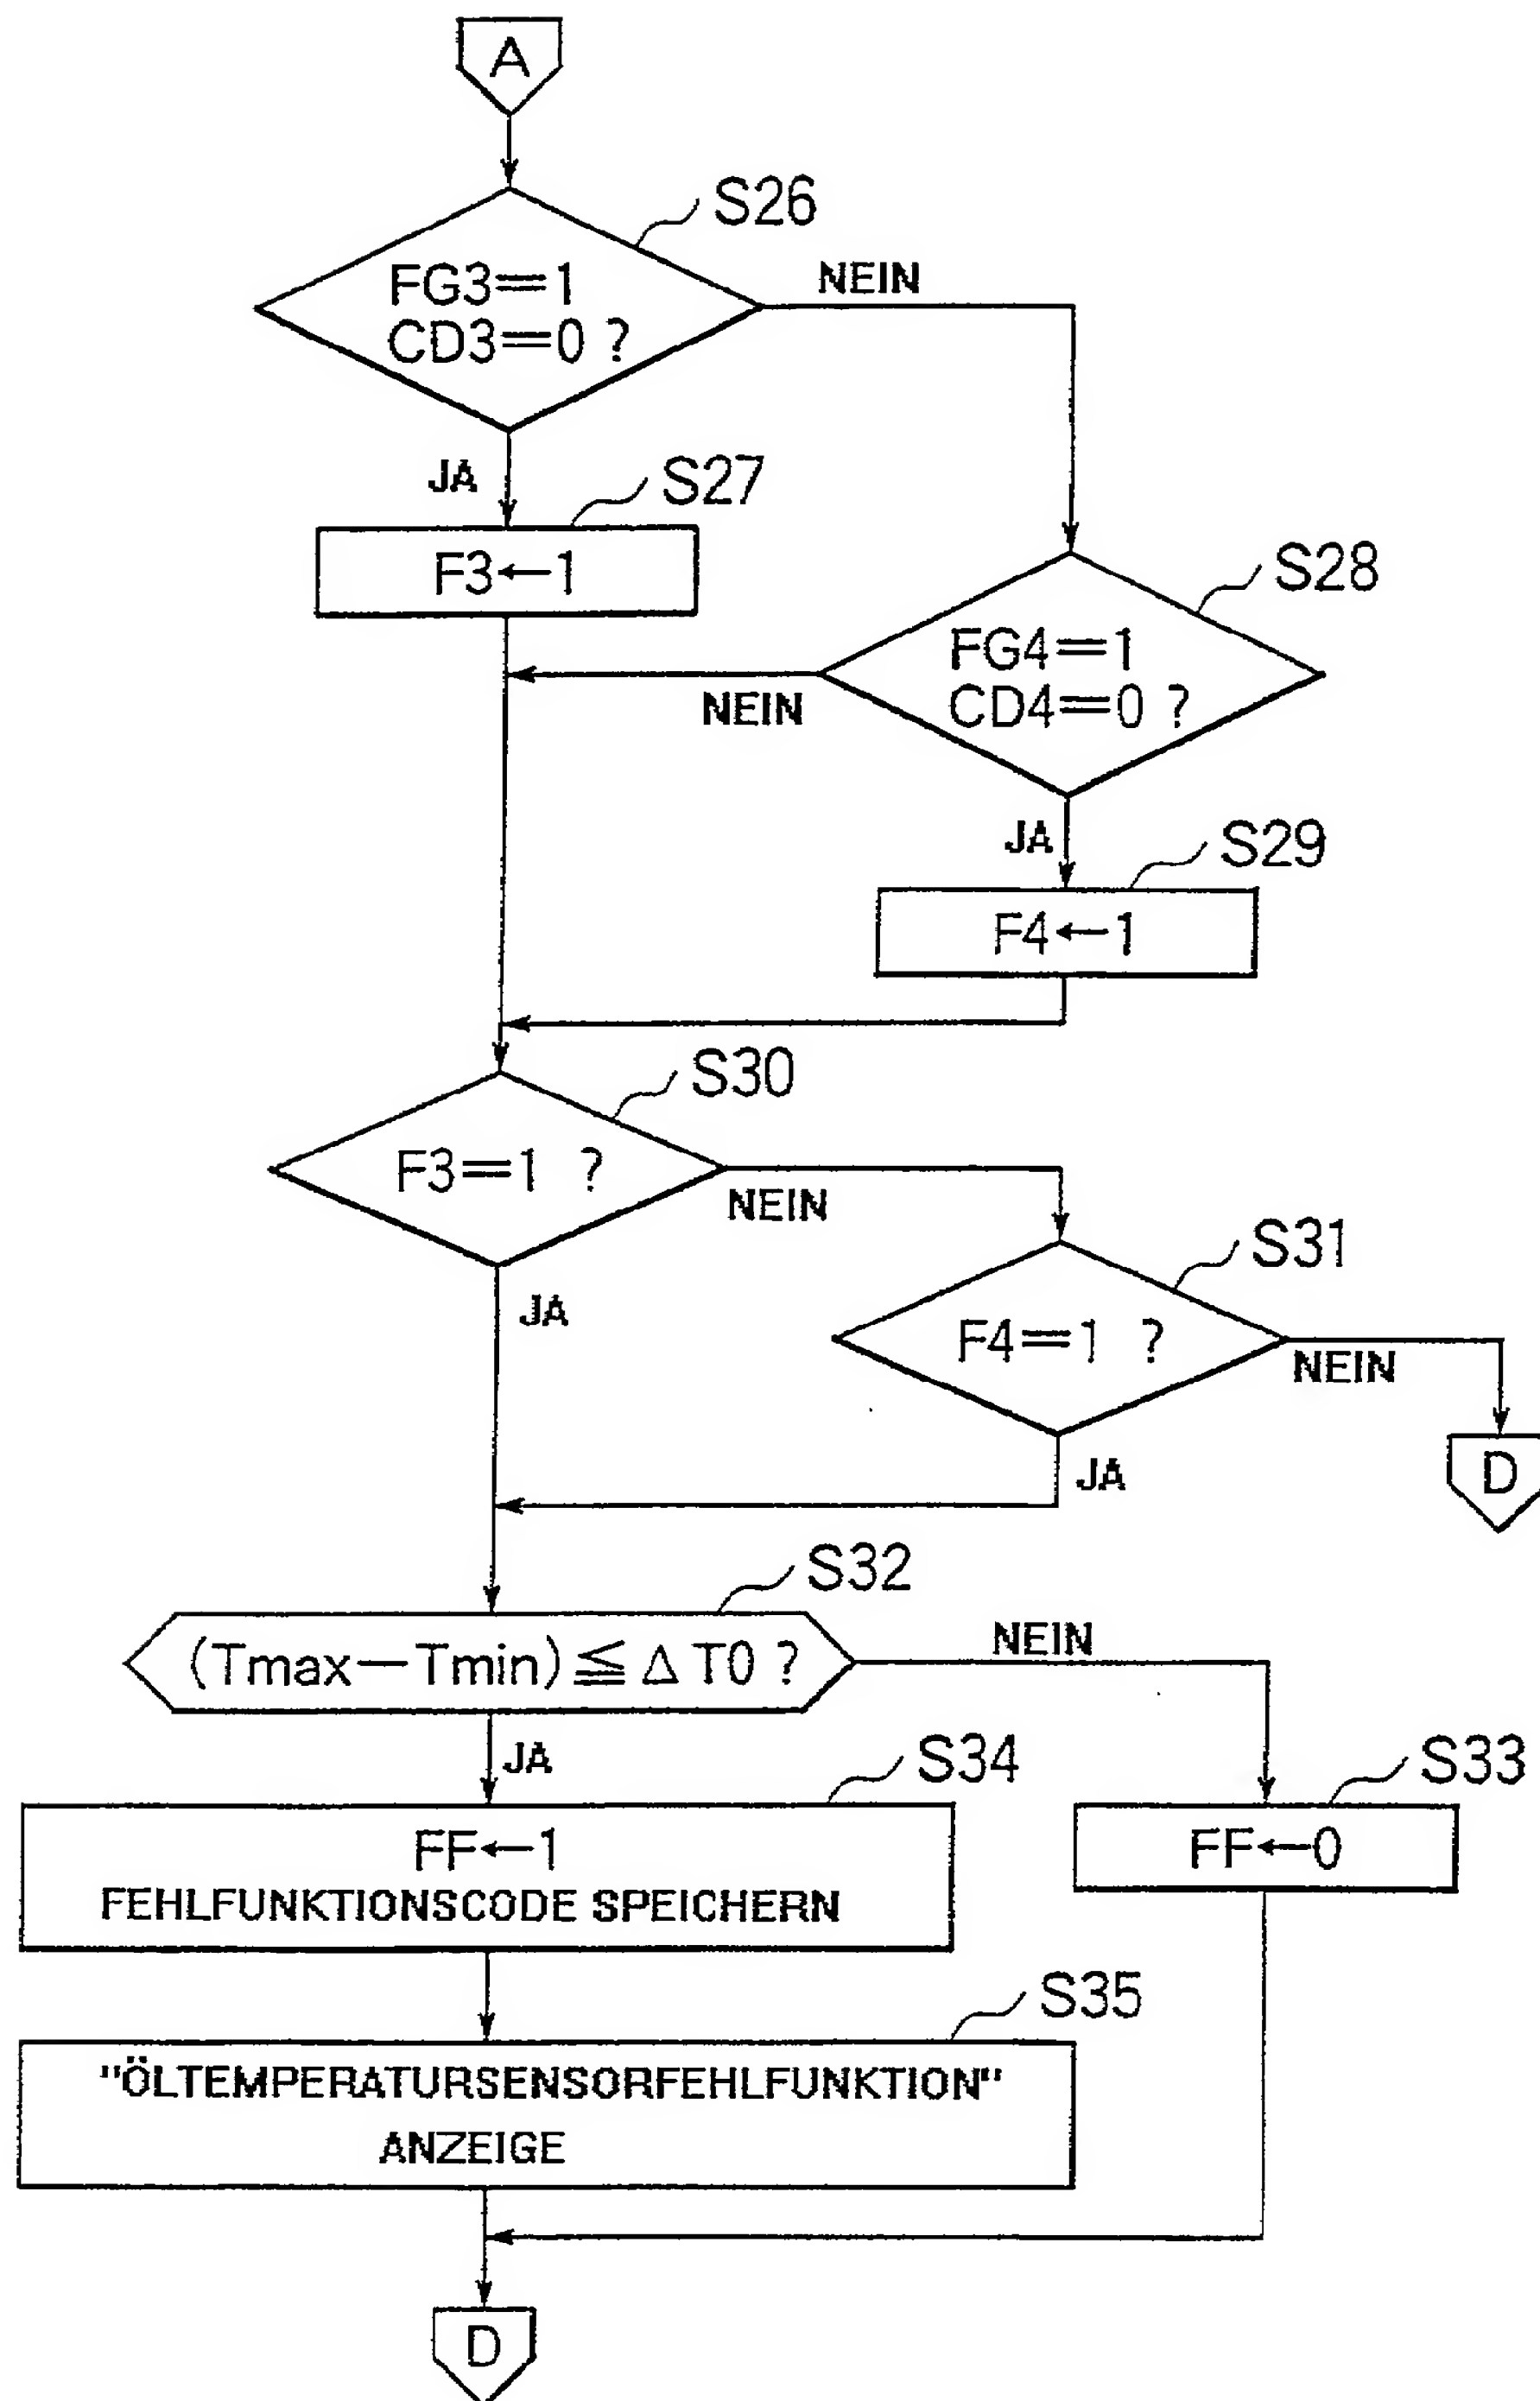 A
S26
FG3=1
CD3=0 ?
NEIN
JA
S27
F3←1
S28
FG4=1
CD4=0 ?
NEIN
JA
S29
F4←1
S30
F3=1 ?
NEIN
JA
S31
F4=1 ?
NEIN
JA
D
S32
(Tmax−Tmin)≦ΔT0 ?
NEIN
JA
S34
FF←1
FEHLFUNKTIONSCODE SPEICHERN
S33
FF←0
S35
"ÖLTEMPERATURSENSORFEHLFUNKTION"
ANZEIGE
D